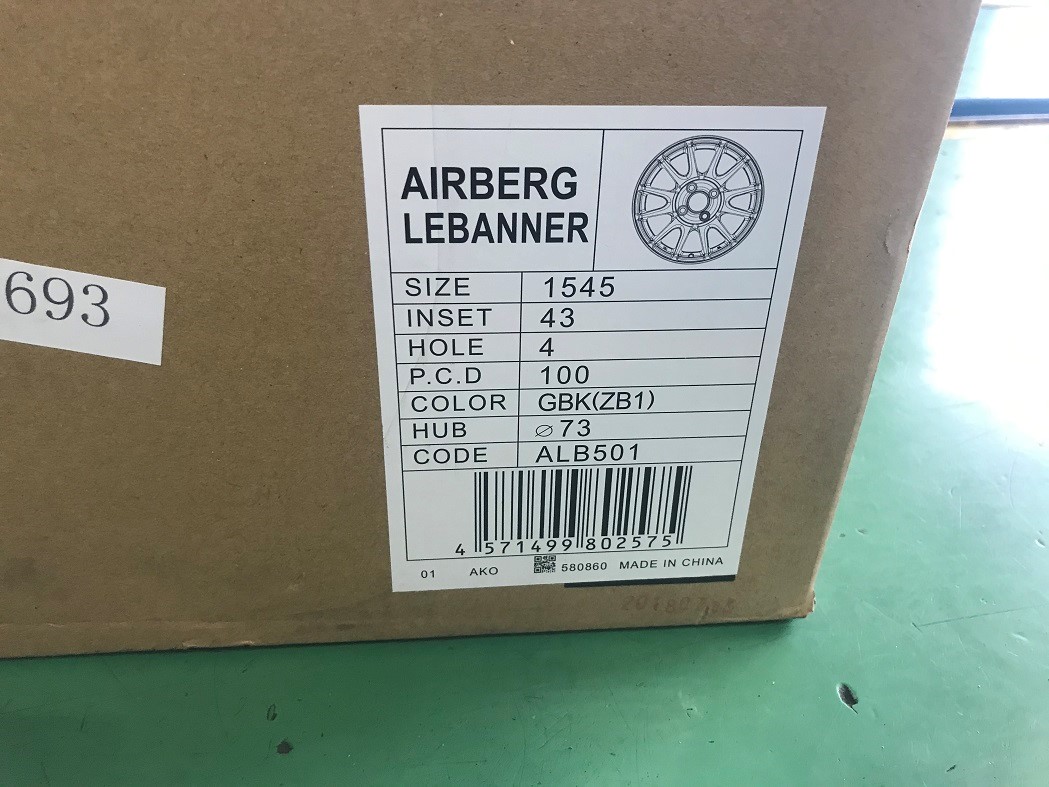 AIRBERG
LEBANNER
SIZE 1545
INSET 43
HOLE 4
P.C.D 100
COLOR GBK(ZB1)
HUB ⌀73
CODE ALB501
4 571499 802575
01 AKO 580860 MADE IN CHINA
693